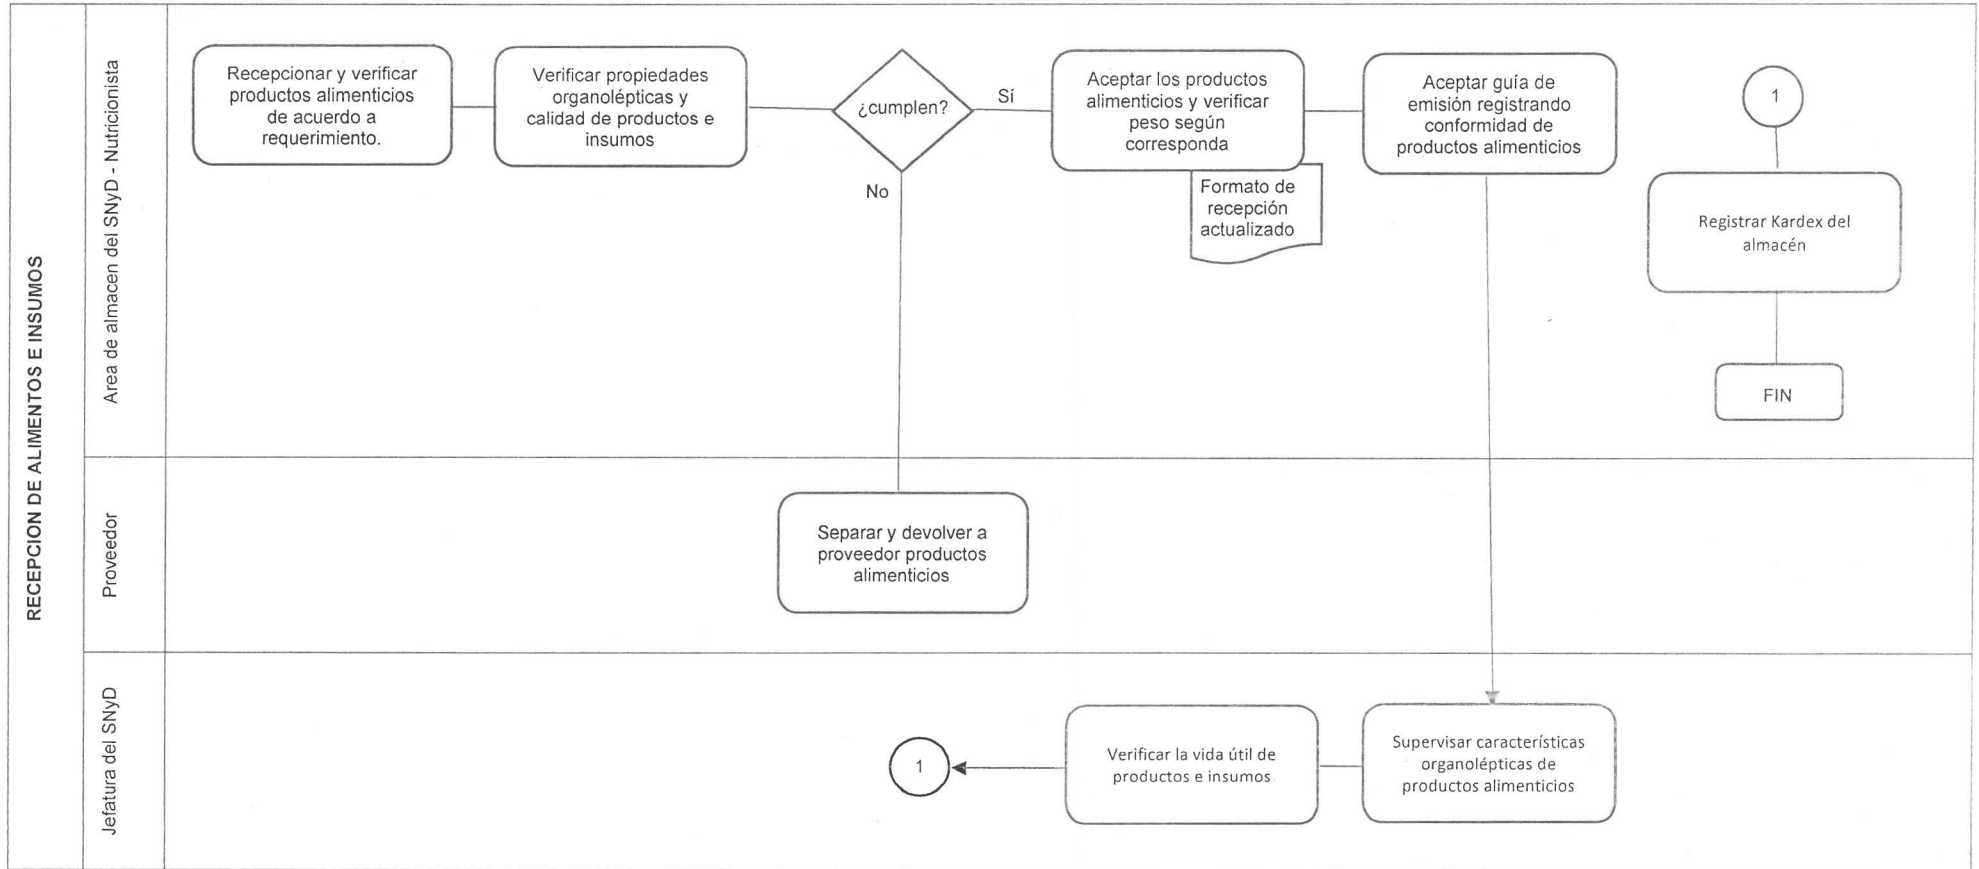 RECEPCION DE ALIMENTOS E INSUMOS
Area de almacen del SNyD - Nutricionista
Recepcionar y verificar
productos alimenticios
de acuerdo a
requerimiento.
Verificar propiedades
organolépticas y
calidad de productos e
insumos
¿cumplen?
Sí
No
Aceptar los productos
alimenticios y verificar
peso según
corresponda
Formato de
recepción
actualizado
Aceptar guía de
emisión registrando
conformidad de
productos alimenticios
1
Registrar Kardex del
almacén
FIN
Proveedor
Separar y devolver a
proveedor productos
alimenticios
Jefatura del SNyD
1
Verificar la vida útil de
productos e insumos
Supervisar características
organolépticas de
productos alimenticios